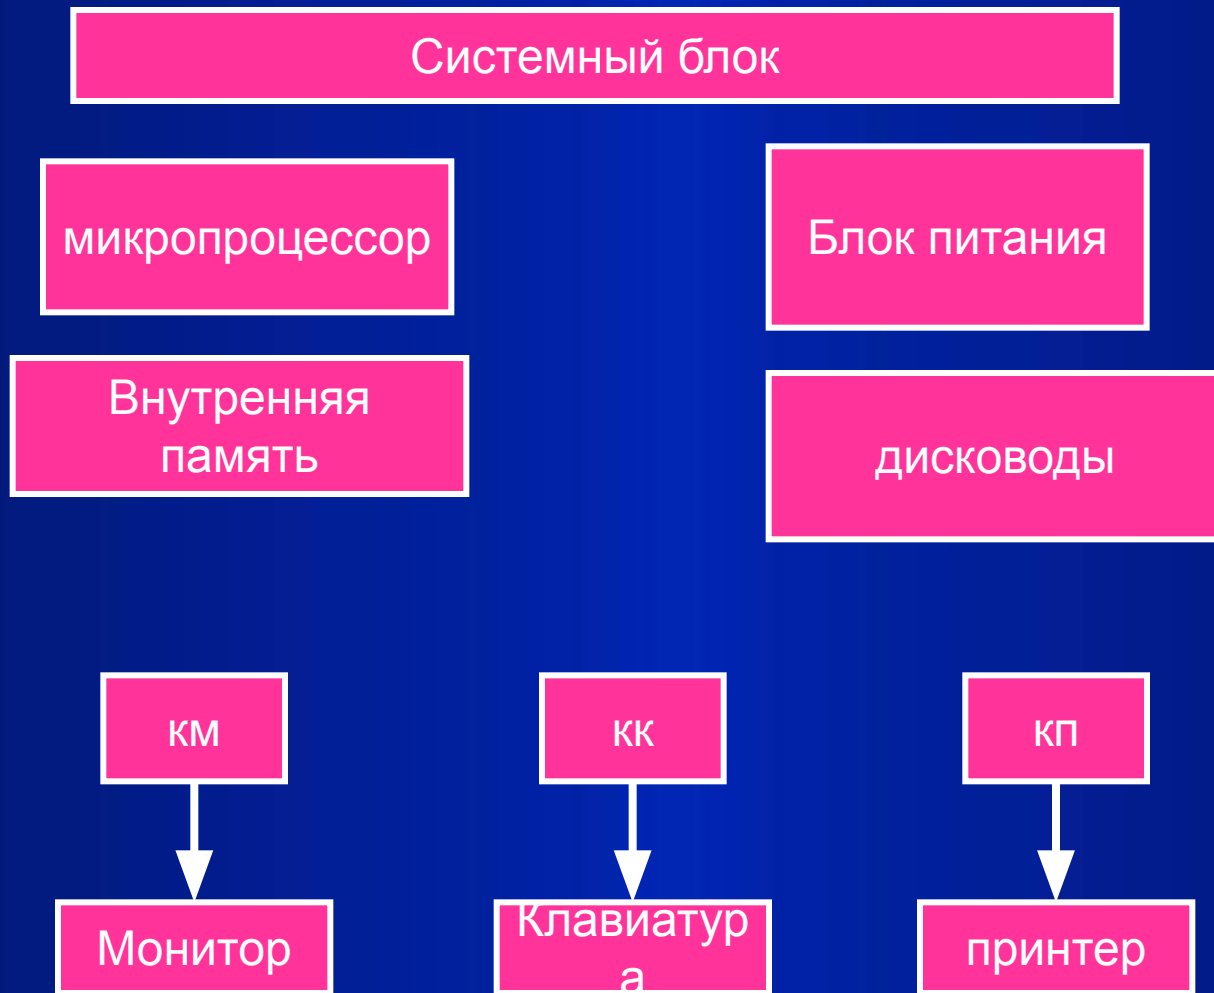 Системный блок
микропроцессор
Блок питания
Внутренняя
память
дисководы
км
кк
кп
Монитор
Клавиатур
а
принтер